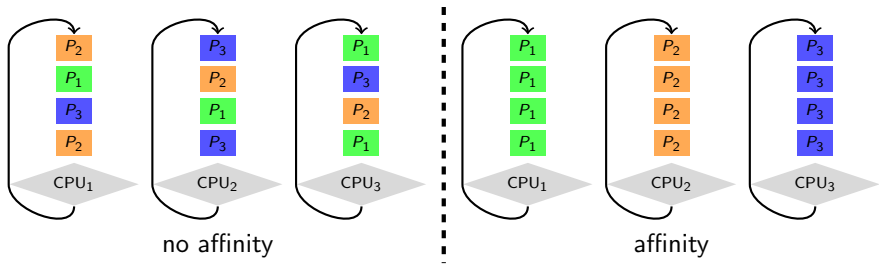 P₂ P₃ P₁ P₁ P₂ P₃
P₁ P₂ P₃ P₁ P₂ P₃
P₃ P₁ P₂ P₁ P₂ P₃
P₂ P₃ P₁ P₁ P₂ P₃
CPU₁ CPU₂ CPU₃ CPU₁ CPU₂ CPU₃
no affinity affinity